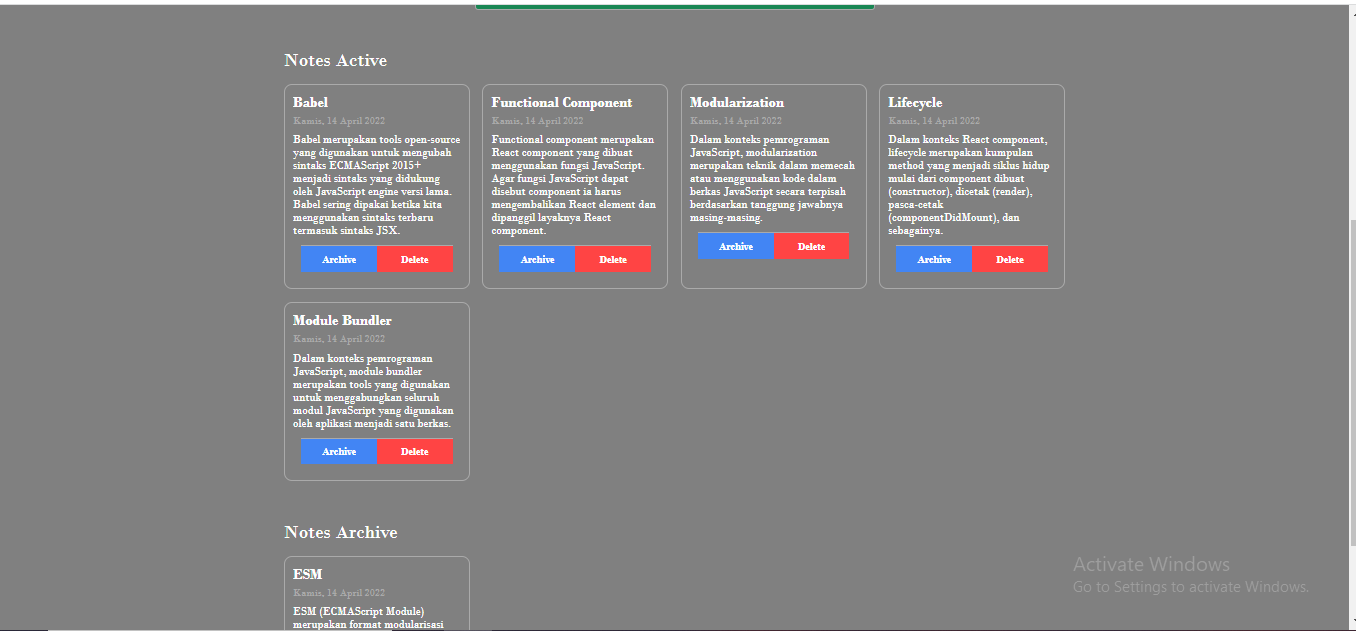 Notes Active
Babel
Kamis, 14 April 2022
Babel merupakan tools open-source
yang digunakan untuk mengubah
sintaks ECMAScript 2015+
menjadi sintaks yang didukung
oleh JavaScript engine versi lama.
Babel sering dipakai ketika kita
menggunakan sintaks terbaru
termasuk sintaks JSX.
Archive
Delete
Functional Component
Kamis, 14 April 2022
Functional component merupakan
React component yang dibuat
menggunakan fungsi JavaScript.
Agar fungsi JavaScript dapat
disebut component ia harus
mengembalikan React element dan
dipanggil layaknya React
component.
Archive
Delete
Modularization
Kamis, 14 April 2022
Dalam konteks pemrograman
JavaScript, modularization
merupakan teknik dalam memecah
atau menggunakan kode dalam
berkas JavaScript secara terpisah
berdasarkan tanggung jawabnya
masing-masing.
Archive
Delete
Lifecycle
Kamis, 14 April 2022
Dalam konteks React component,
lifecycle merupakan kumpulan
method yang menjadi siklus hidup
mulai dari component dibuat
(constructor), dicetak (render),
pasca-cetak
(componentDidMount), dan
sebagainya.
Archive
Delete
Module Bundler
Kamis, 14 April 2022
Dalam konteks pemrograman
JavaScript, module bundler
merupakan tools yang digunakan
untuk menggabungkan seluruh
modul JavaScript yang digunakan
oleh aplikasi menjadi satu berkas.
Archive
Delete
Notes Archive
ESM
Kamis, 14 April 2022
ESM (ECMAScript Module)
merupakan format modularisasi
Activate Windows
Go to Settings to activate Windows.